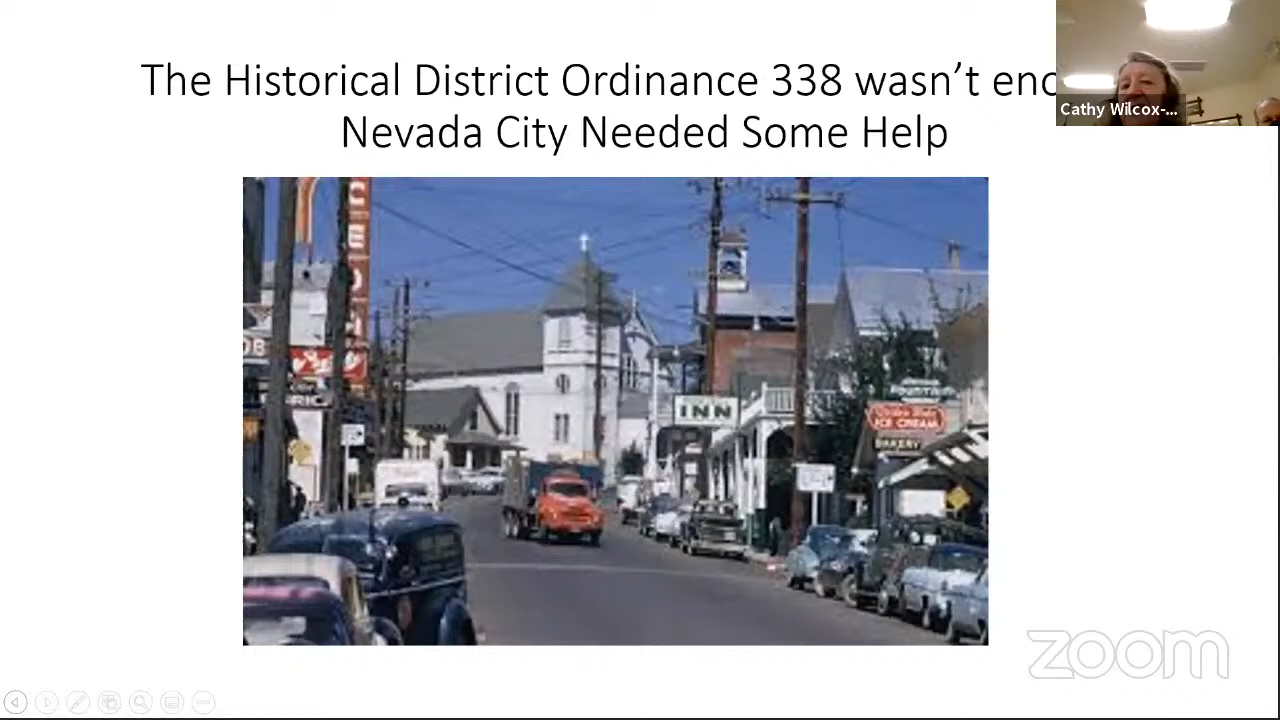 The Historical District Ordinance 338 wasn’t enc
Nevada City Needed Some Help
Cathy Wilcox-...
INN
ICE CREAM
BAKERY
zoom